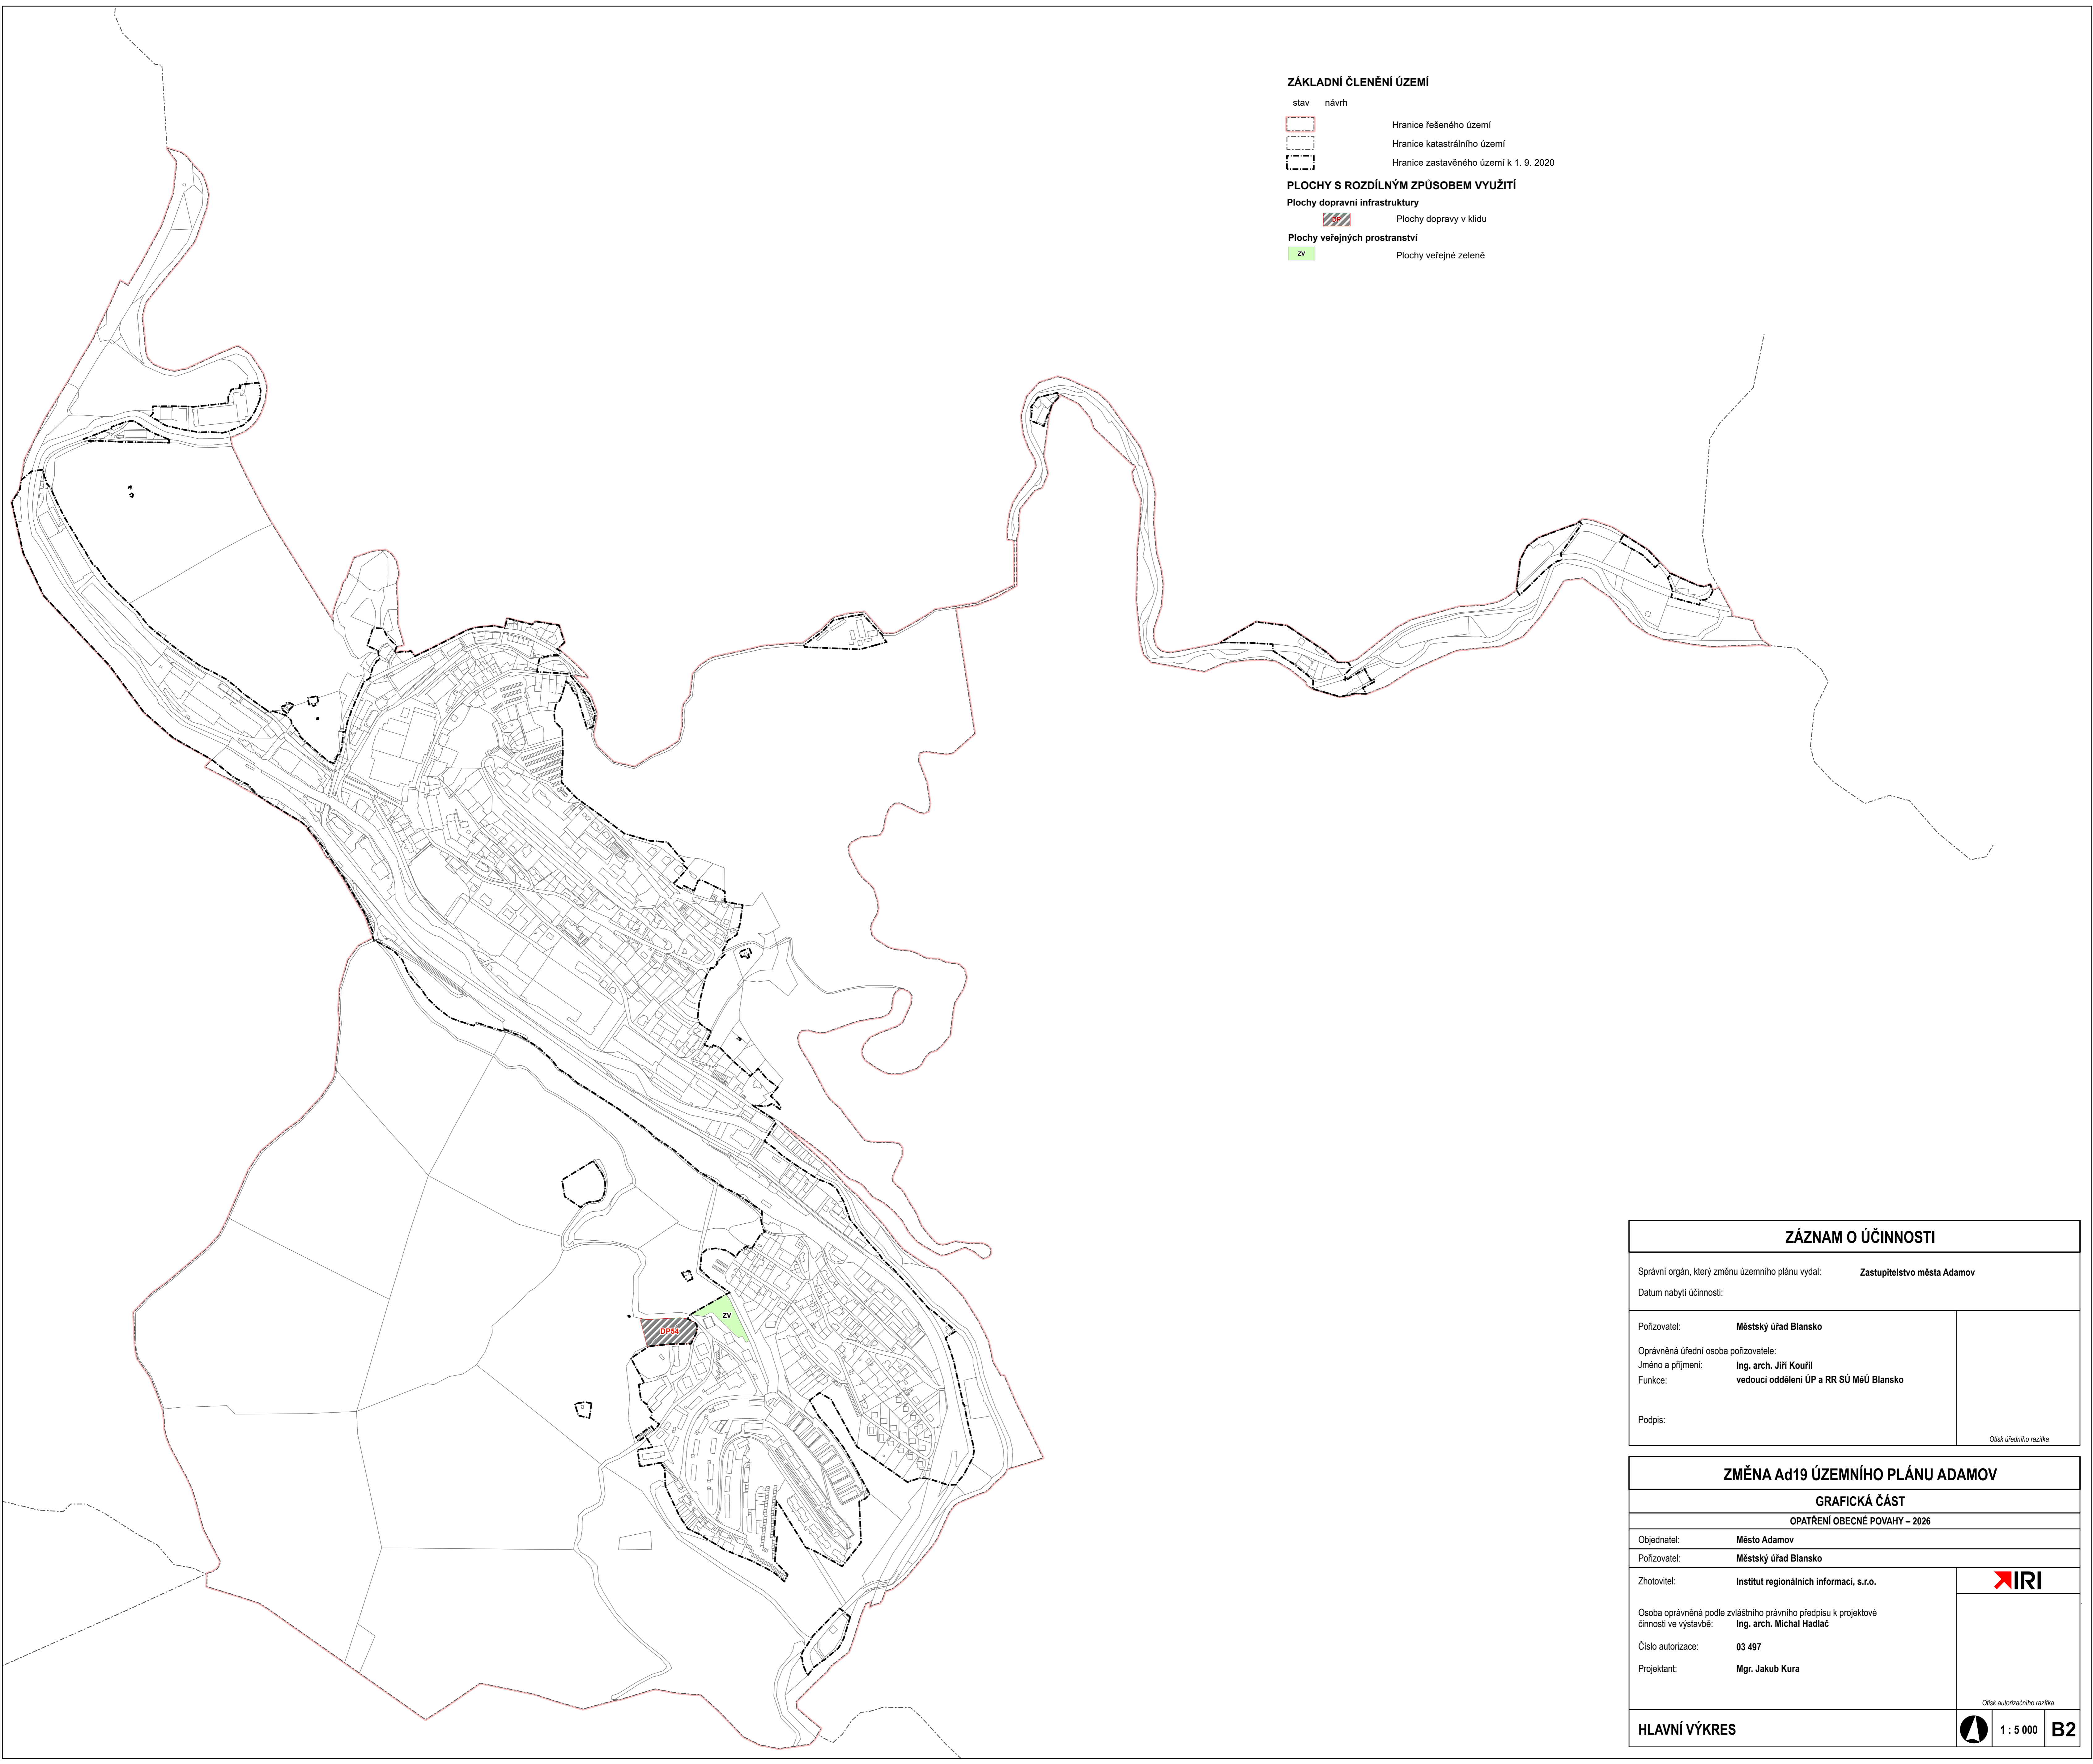 ZÁKLADNÍ ČLENĚNÍ ÚZEMÍ
stav návrh
Hranice řešeného území
Hranice katastrálního území
Hranice zastavěného území k 1. 9. 2020
PLOCHY S ROZDÍLNÝM ZPŮSOBEM VYUŽITÍ
Plochy dopravní infrastruktury
DP Plochy dopravy v klidu
Plochy veřejných prostranství
ZV Plochy veřejné zeleně
ZV
DP54
ZÁZNAM O ÚČINNOSTI
Správní orgán, který změnu územního plánu vydal: Zastupitelstvo města Adamov
Datum nabytí účinnosti:
Pořizovatel: Městský úřad Blansko
Oprávněná úřední osoba pořizovatele:
Jméno a příjmení: Ing. arch. Jiří Kouřil
Funkce: vedoucí oddělení ÚP a RR SÚ MěÚ Blansko
Podpis:
Otisk úředního razítka
ZMĚNA Ad19 ÚZEMNÍHO PLÁNU ADAMOV
GRAFICKÁ ČÁST
OPATŘENÍ OBECNÉ POVAHY – 2026
Objednatel: Město Adamov
Pořizovatel: Městský úřad Blansko
Zhotovitel: Institut regionálních informací, s.r.o.
IRI
Osoba oprávněná podle zvláštního právního předpisu k projektové
činnosti ve výstavbě: Ing. arch. Michal Hadlač
Číslo autorizace: 03 497
Projektant: Mgr. Jakub Kura
Otisk autorizačního razítka
HLAVNÍ VÝKRES 1 : 5 000 B2